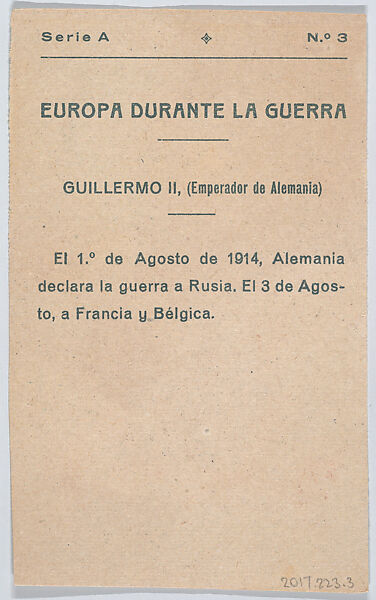 Serie A N.º 3
EUROPA DURANTE LA GUERRA
GUILLERMO II, (Emperador de Alemania)
El 1.º de Agosto de 1914, Alemania
declara la guerra a Rusia. El 3 de Agos-
to, a Francia y Bélgica.
2017.223.3